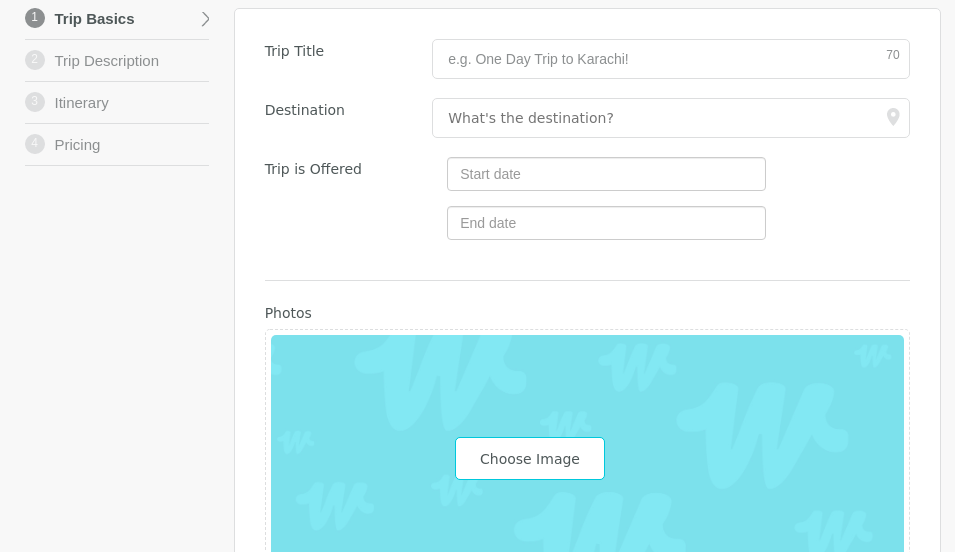 1 Trip Basics
2 Trip Description
3 Itinerary
4 Pricing
Trip Title
e.g. One Day Trip to Karachi!
70
Destination
What's the destination?
Trip is Offered
Start date
End date
Photos
Choose Image